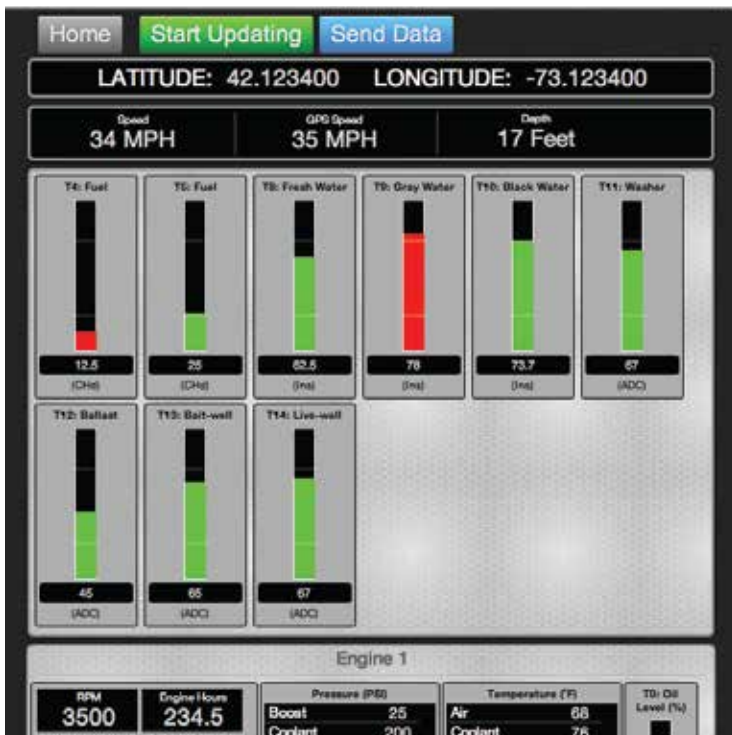 Home Start Updating Send Data
LATITUDE: 42.123400 LONGITUDE: -73.123400
Speed GPS Speed Depth
34 MPH 35 MPH 17 Feet
T4: Fuel T5: Fuel T8: Fresh Water T9: Gray Water T10: Black Water T11: Washer
12.5 25 62.5 78 73.7 67
(Ins) (Ins) (Ins) (ADC)
T12: Ballast T13: Bait-well T14: Live-well
45 65 67
(ADC) (ADC) (ADC)
Engine 1
RPM Engine Hours Pressure (PSI) Temperature (°F) T0: Oil
3500 234.5 Boost 25 Air 68 Level (%)
Coolant 200 Coolant 78